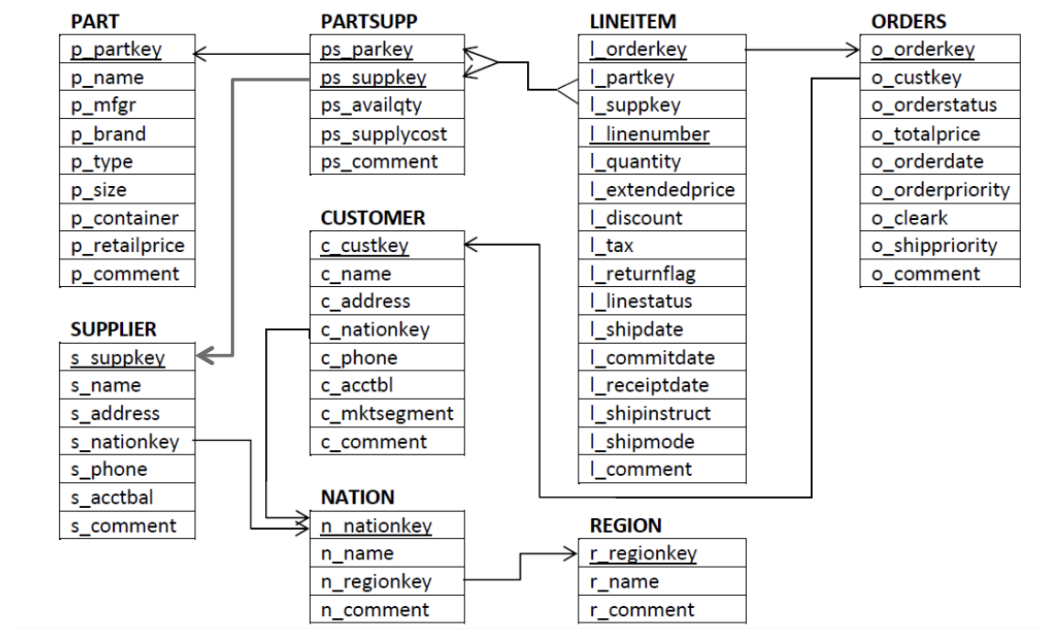 PART
p_partkey
p_name
p_mfgr
p_brand
p_type
p_size
p_container
p_retailprice
p_comment
PARTSUPP
ps_parkey
ps_suppkey
ps_availqty
ps_supplycost
ps_comment
LINEITEM
l_orderkey
l_partkey
l_suppkey
l_linenumber
l_quantity
l_extendedprice
l_discount
l_tax
l_returnflag
l_linestatus
l_shipdate
l_commitdate
l_receiptdate
l_shipinstruct
l_shipmode
l_comment
ORDERS
o_orderkey
o_custkey
o_orderstatus
o_totalprice
o_orderdate
o_orderpriority
o_cleark
o_shippriority
o_comment
CUSTOMER
c_custkey
c_name
c_address
c_nationkey
c_phone
c_acctbl
c_mktsegment
c_comment
SUPPLIER
s_suppkey
s_name
s_address
s_nationkey
s_phone
s_acctbal
s_comment
NATION
n_nationkey
n_name
n_regionkey
n_comment
REGION
r_regionkey
r_name
r_comment